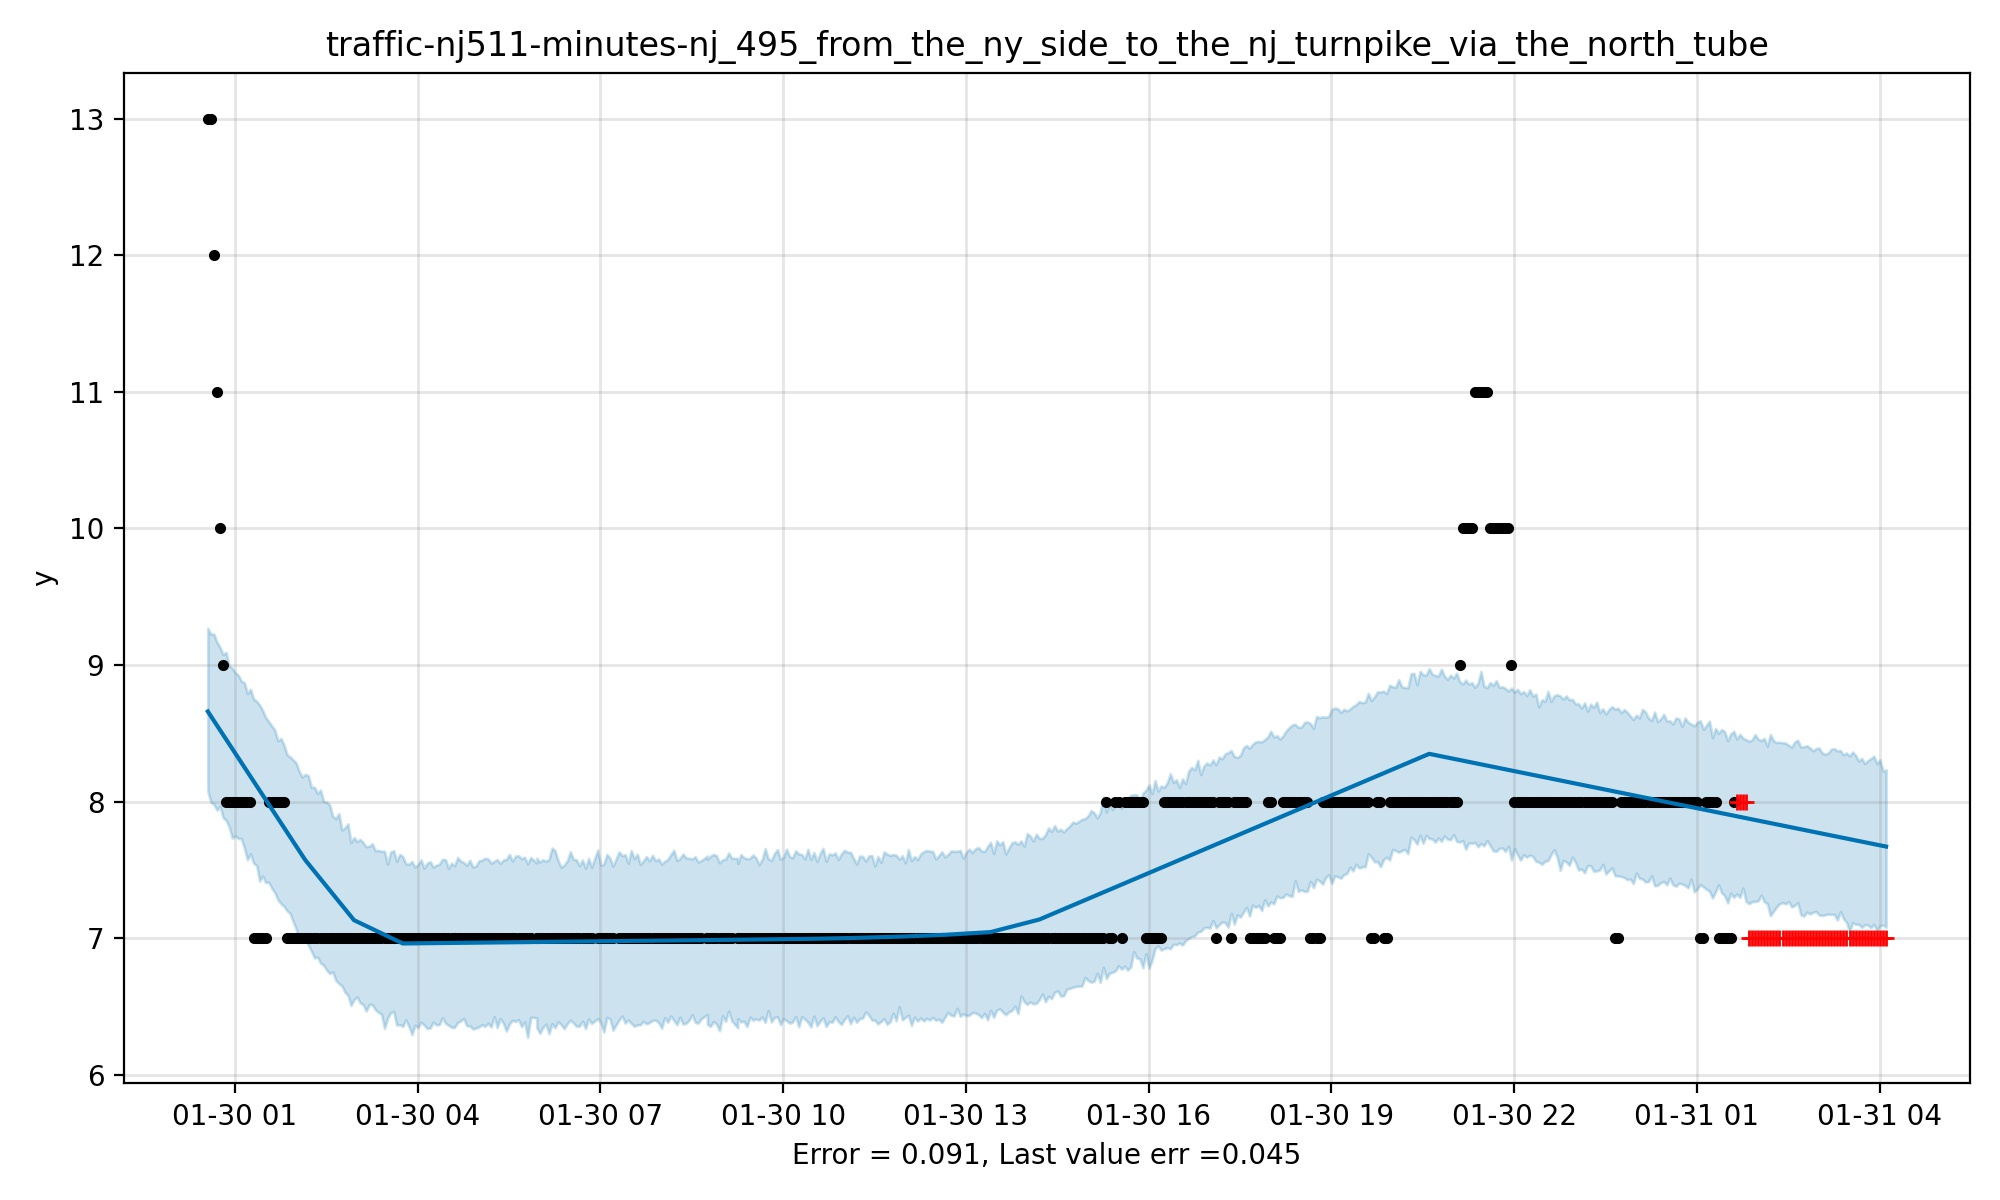 traffic-nj511-minutes-nj_495_from_the_ny_side_to_the_nj_turnpike_via_the_north_tube
13
12
11
10
9
8
7
6
y
01-30 01 01-30 04 01-30 07 01-30 10 01-30 13 01-30 16 01-30 19 01-30 22 01-31 01 01-31 04
Error = 0.091, Last value err =0.045